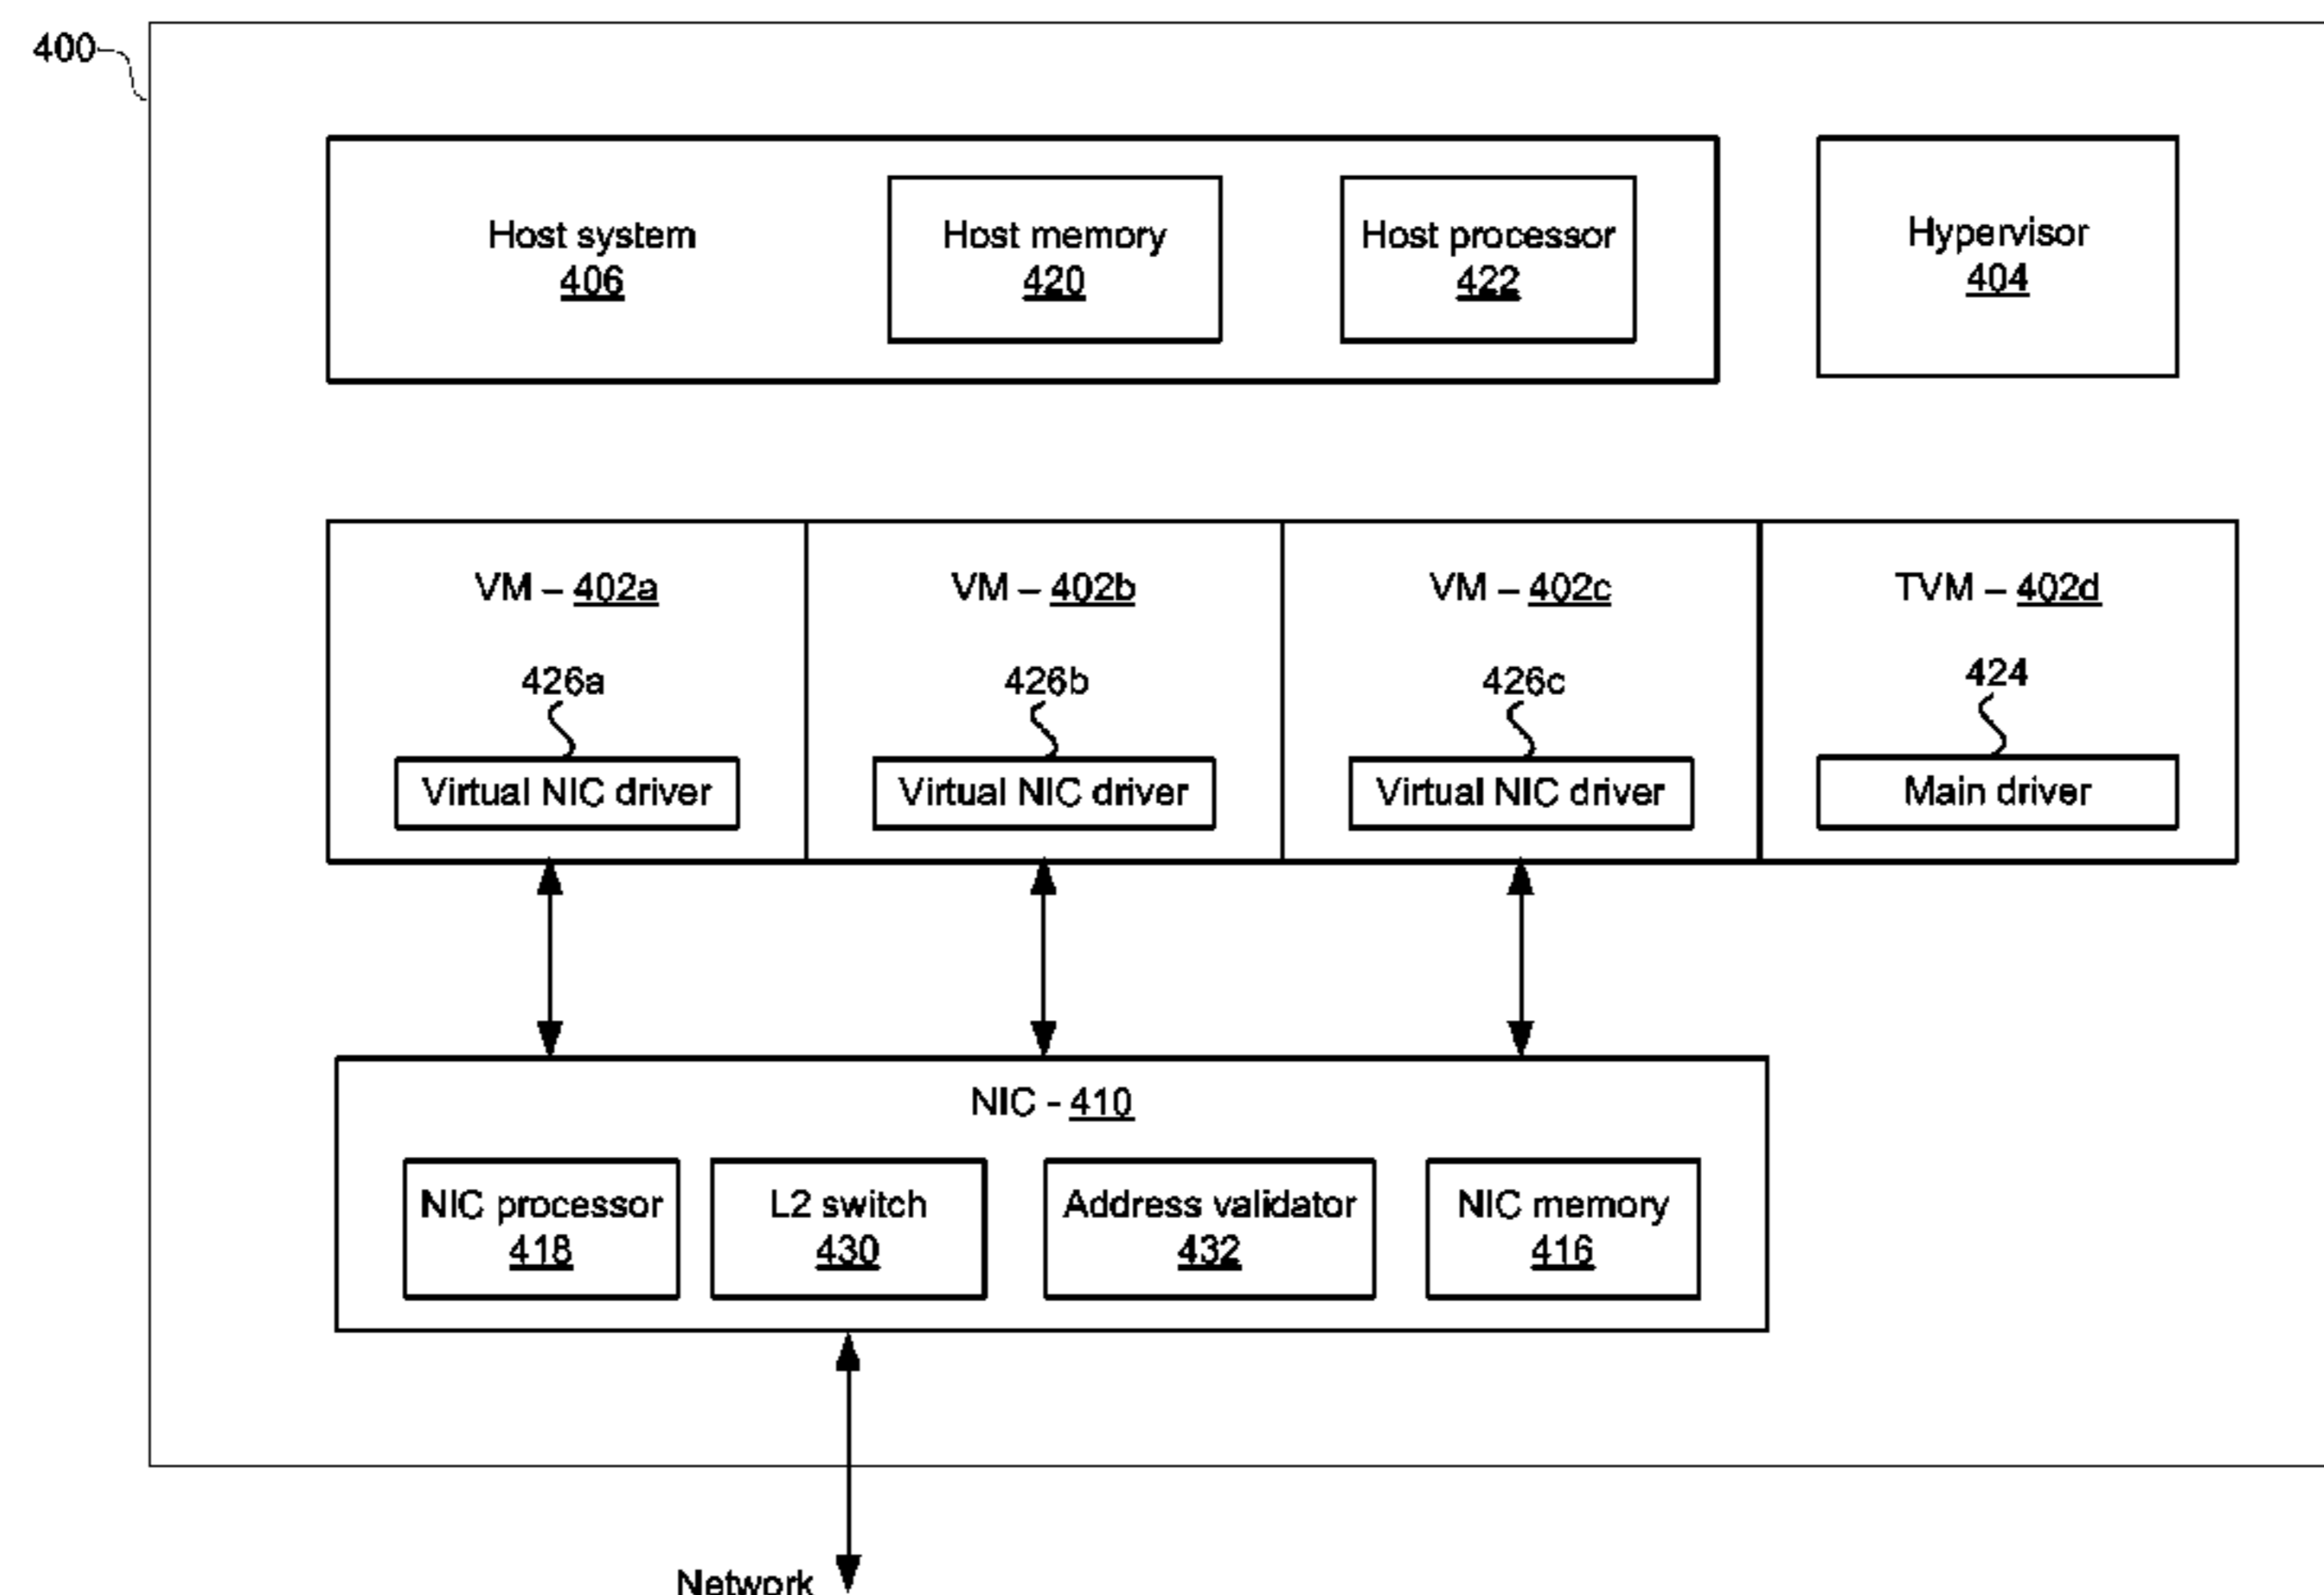 400
Host system
406
Host memory
420
Host processor
422
Hypervisor
404
VM – 402a
426a
Virtual NIC driver
VM – 402b
426b
Virtual NIC driver
VM – 402c
426c
Virtual NIC driver
TVM – 402d
424
Main driver
NIC - 410
NIC processor
418
L2 switch
430
Address validator
432
NIC memory
416
Network